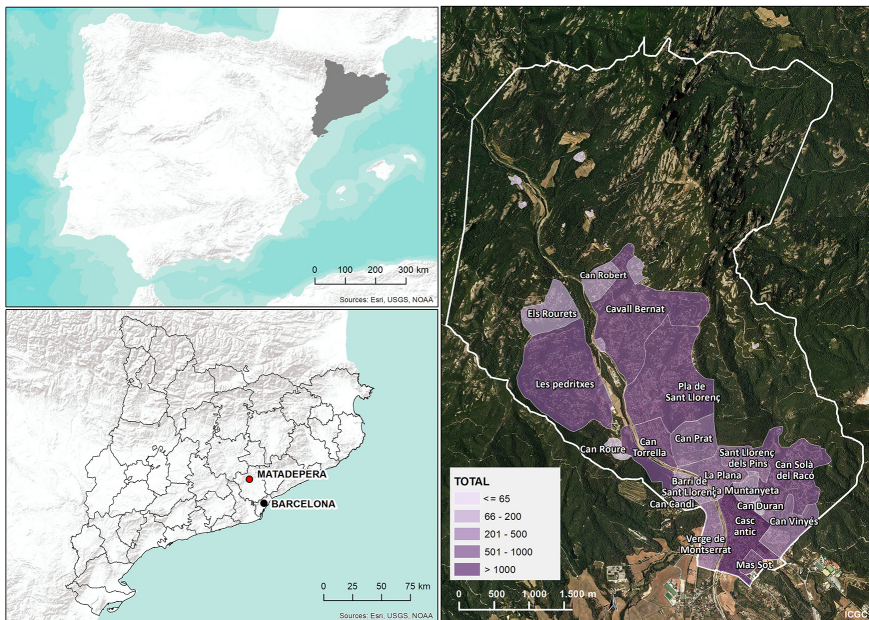 0 100 200 300 km
Sources: Esri, USGS, NOAA
MATADEPERA
BARCELONA
0 25 50 75 km
Sources: Esri, USGS, NOAA
Can Robert
Els Rourets
Cavall Bernat
Les pedritxes
Pla de
Sant Llorenç
Can Roure
Can
Torrella
Can Prat
Sant Llorenç
dels Pins
Can Solà
del Racó
La Plana
Barri de
Sant Llorenç
La Muntanyeta
Can Candi
Can Duran
Casc
antic
Can Vinyés
Verge de
Montserrat
Mas Sot
TOTAL
<= 65
66 - 200
201 - 500
501 - 1000
> 1000
0 500 1.000 1.500 m
ICGC